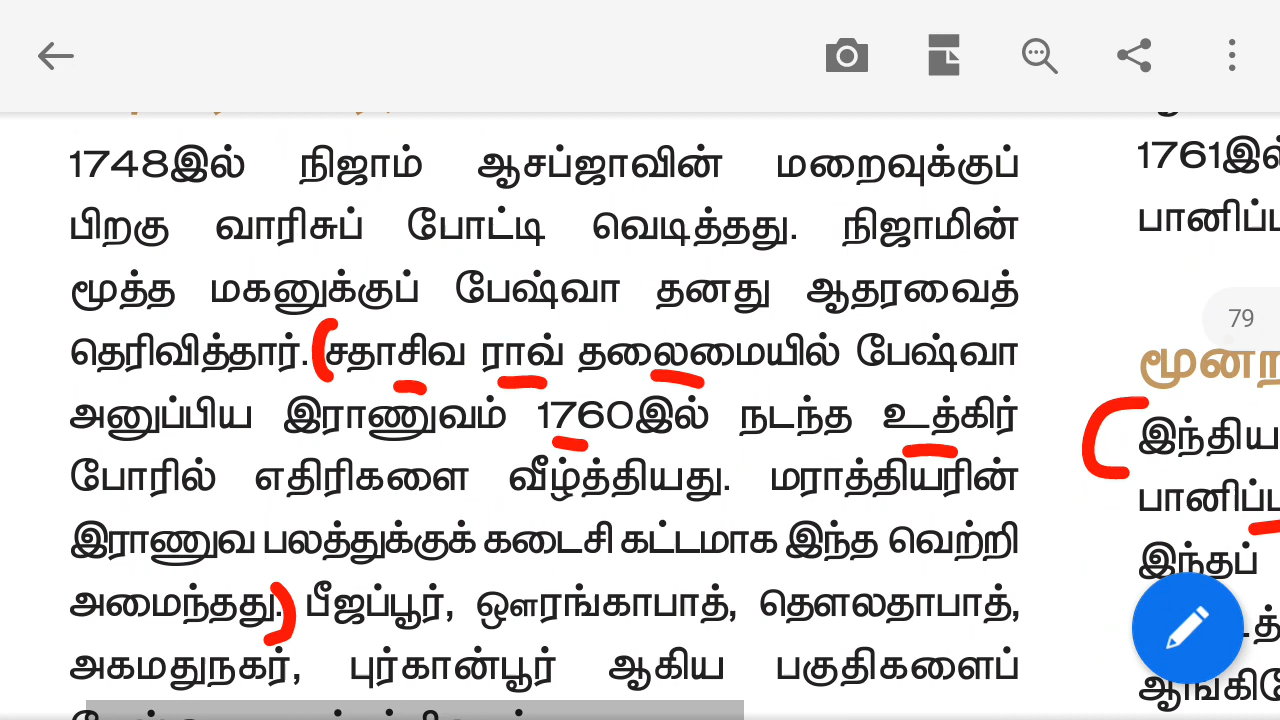 1748இல் நிஜாம் ஆசப்ஜாவின் மறைவுக்குப்
பிறகு வாரிசுப் போட்டி வெடித்தது. நிஜாமின்
மூத்த மகனுக்குப் பேஷ்வா தனது ஆதரவைத்
தெரிவித்தார். சதாசிவ ராவ் தலைமையில் பேஷ்வா
அனுப்பிய இராணுவம் 1760இல் நடந்த உத்கிர்
போரில் எதிரிகளை வீழ்த்தியது. மராத்தியரின்
இராணுவ பலத்துக்குக் கடைசி கட்டமாக இந்த வெற்றி
அமைந்தது. பீஜப்பூர், ஔரங்காபாத், தௌலதாபாத்,
அகமதுநகர், புர்கான்பூர் ஆகிய பகுதிகளைப்
1761இல்
பானிப்ப
79
மூன்ற
இந்திய
பானிப்ப
இந்தப்